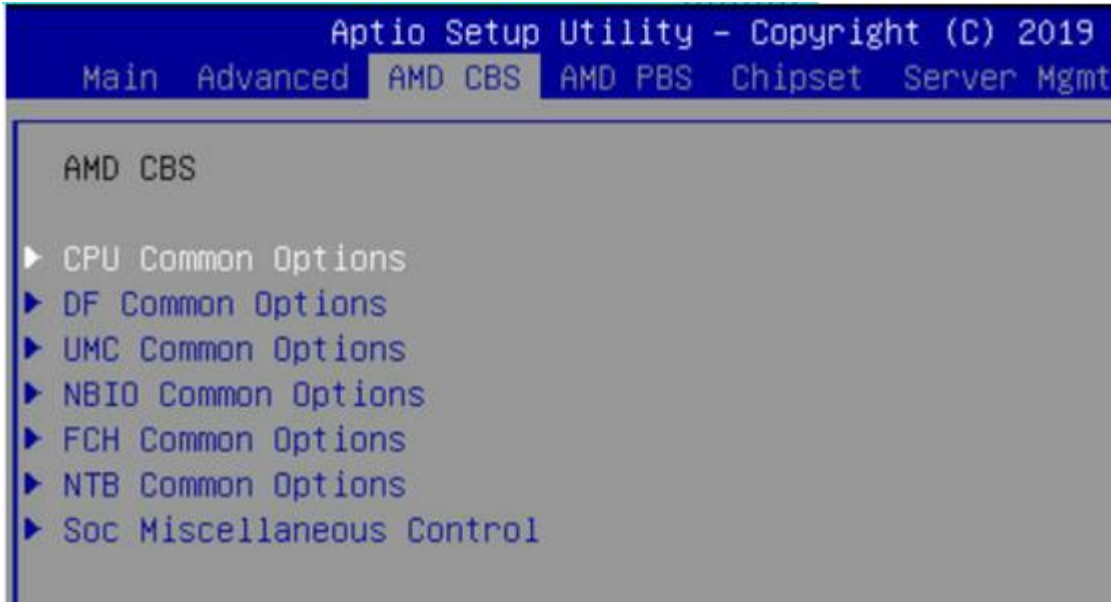 Aptio Setup Utility – Copyright (C) 2019
Main Advanced AMD CBS AMD PBS Chipset Server Mgmt
AMD CBS
CPU Common Options
DF Common Options
UMC Common Options
NBIO Common Options
FCH Common Options
NTB Common Options
Soc Miscellaneous Control